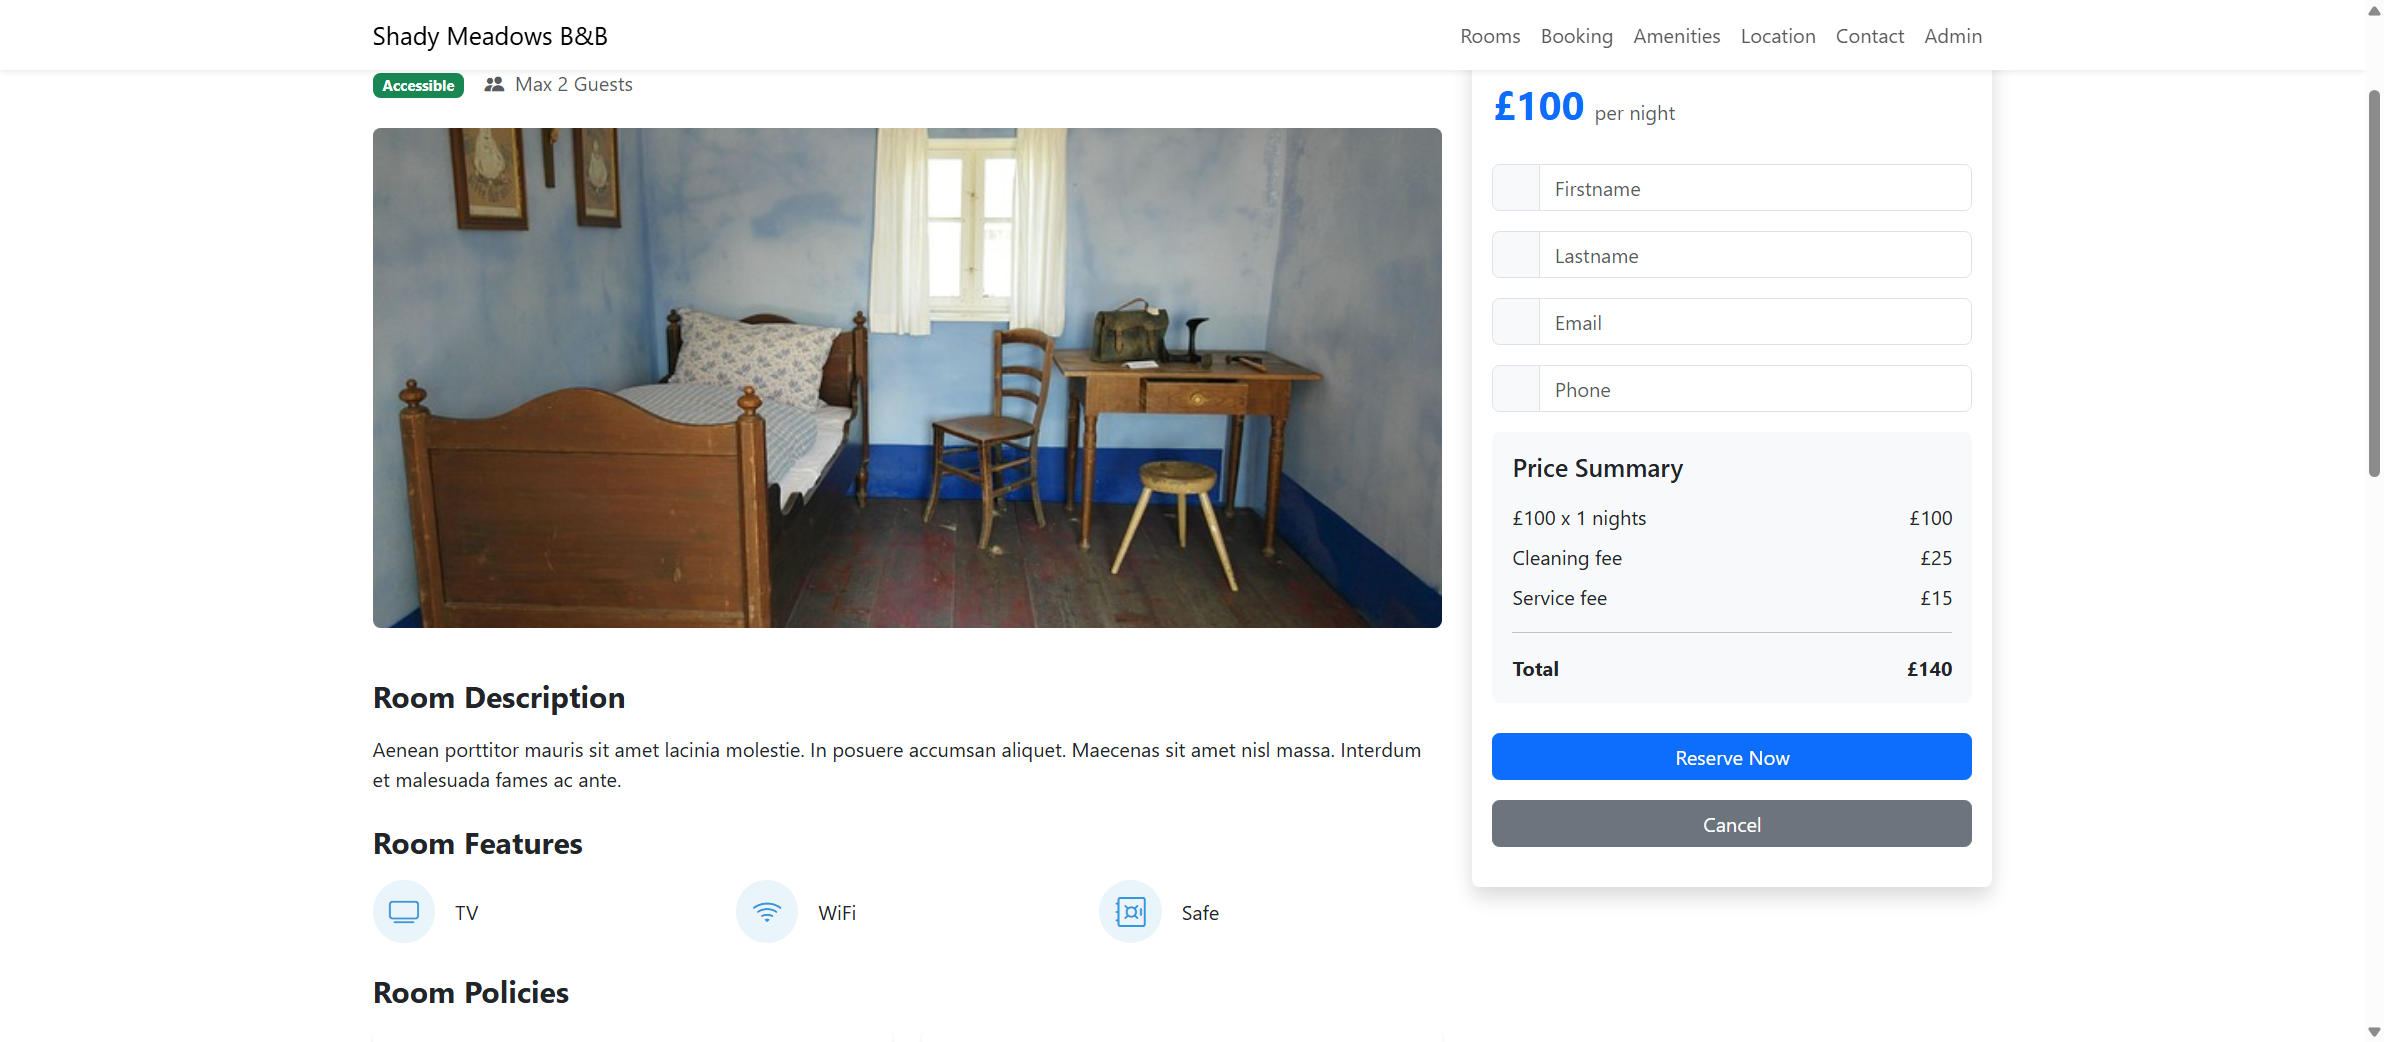 Shady Meadows B&B
Rooms Booking Amenities Location Contact Admin
Accessible Max 2 Guests
£100 per night
Firstname
Lastname
Email
Phone
Price Summary
£100 x 1 nights £100
Cleaning fee £25
Service fee £15
Total £140
Reserve Now
Cancel
Room Description
Aenean porttitor mauris sit amet lacinia molestie. In posuere accumsan aliquet. Maecenas sit amet nisl massa. Interdum
et malesuada fames ac ante.
Room Features
TV WiFi Safe
Room Policies